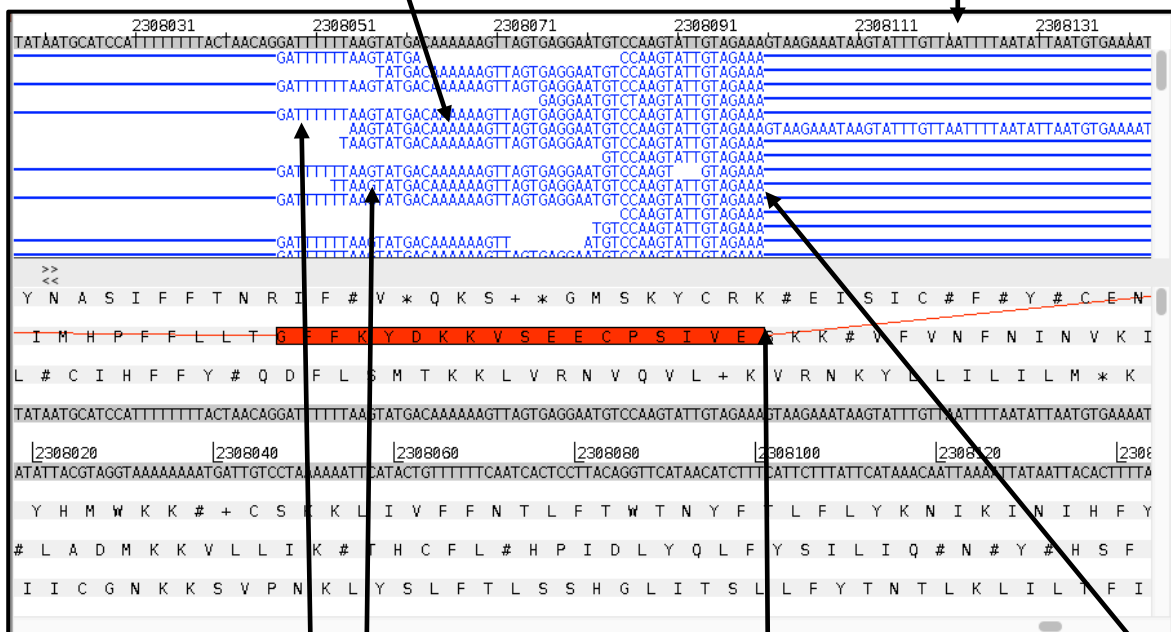 2308031 2308051 2308071 2308091 2308111 2308131
TATAATGCATCCATTTTTTTTACTAACAGGATTTTTTAAGTATGACAAAAAAGTTAGTGAGGAATGTCCAAGTATTGTAGAAAGTAAGAAATAAGTATTTGTTAATTTTAATATTAATGTGAAAAT
GATTTTTTAAGTATGA CCAAGTATTGTAGAAA
TATGACAAAAAAGTTAGTGAGGAATGTCCAAGTATTGTAGAAA
GATTTTTTAAGTATGACAAAAAAGTTAGTGAGGAATGTCCAAGTATTGTAGAAA
GAGGAATGTCTAAGTATTGTAGAAA
GATTTTTTAAGTATGACAAAAAAGTTAGTGAGGAATGTCCAAGTATTGTAGAAA
AAGTATGACAAAAAAGTTAGTGAGGAATGTCCAAGTATTGTAGAAAGTAAGAAATAAGTATTTGTTAATTTTAATATTAATGTGAAAAT
TAAGTATGACAAAAAAGTTAGTGAGGAATGTCCAAGTATTGTAGAAA
GTCCAAGTATTGTAGAAA
GATTTTTTAAGTATGACAAAAAAGTTAGTGAGGAATGTCCAAGT GTAGAAA
TTAAGTATGACAAAAAAGTTAGTGAGGAATGTCCAAGTATTGTAGAAA
GATTTTTTAAGTATGACAAAAAAGTTAGTGAGGAATGTCCAAGTATTGTAGAAA
CCAAGTATTGTAGAAA
TGTCCAAGTATTGTAGAAA
GATTTTTTAAGTATGACAAAAAAGTT ATGTCCAAGTATTGTAGAAA
>>
<<
Y N A S I F F T N R I F # V * Q K S + * G M S K Y C R K # E I S I C # F # Y # C E N
I M H P F F L L T G F F K Y D K K V S E E C P S I V E S K K # V F V N F N I N V K I
L # C I H F F Y # Q D F L S M T K K L V R N V Q V L + K V R N K Y L L I L I L M * K
TATAATGCATCCATTTTTTTTACTAACAGGATTTTTTAAGTATGACAAAAAAGTTAGTGAGGAATGTCCAAGTATTGTAGAAAGTAAGAAATAAGTATTTGTTAATTTTAATATTAATGTGAAAAT
2308020 2308040 2308060 2308080 2308100 2308120
ATATTACGTAGGTAAAAAAAATGATTGTCCTAAAAAATTCATACTGTTTTTTCAATCACTCCTTACAGGTTCATAACATCTTTCATTCTTTATTCATAAACAATTAAAATTATAATTACACTTTTA
Y H M W K K # + C S K K L I V F F N T L F T W T N Y F T L F L Y K N I K I N I H F Y
# L A D M K K V L L I K # T H C F L # H P I D L Y Q L F Y S I L I Q # N # Y # H S F
I I C G N K K S V P N K L Y S L F T L S S H G L I T S L L F Y T N T L K L I L T F I